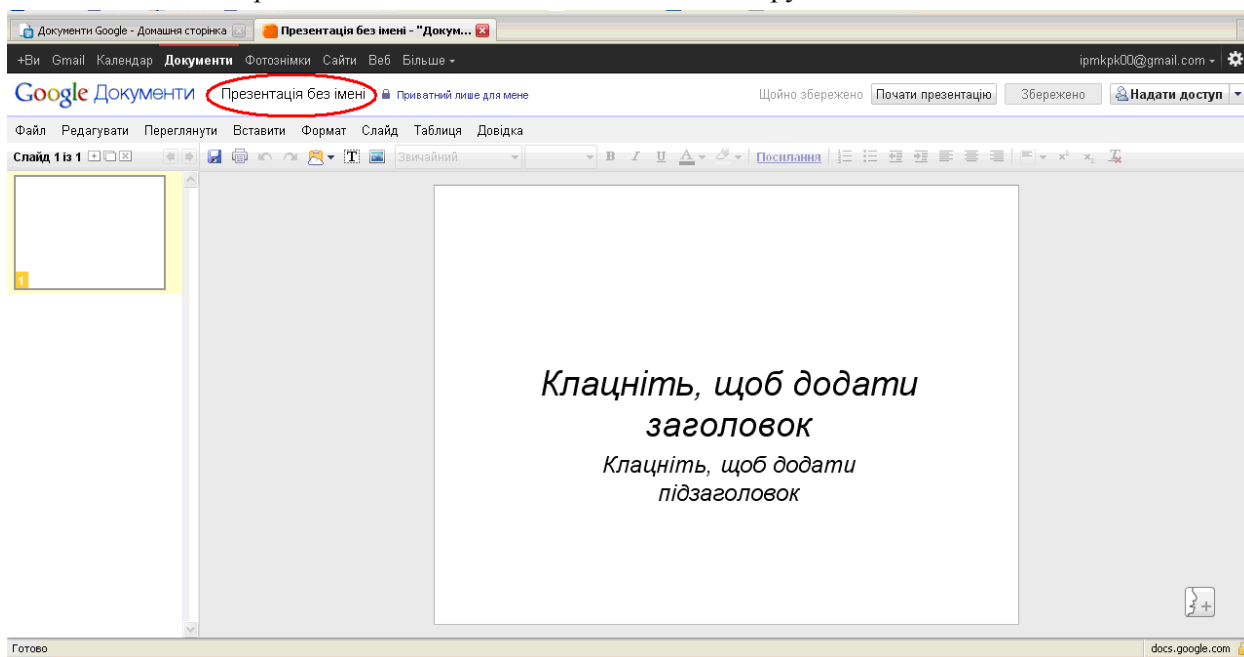 Документи Google - Домашня сторінка Презентація без імені - "Докум...
+Ви Gmail Календар Документи Фотознімки Сайти Веб Більше ipmkpk00@gmail.com
Google Документи Презентація без імені Приватний лише для мене Щойно збережено Почати презентацію Збережено Надати доступ
Файл Редагувати Переглянути Вставити Формат Слайд Таблиця Довідка
Слайд 1 із 1 T Звичайний B I U A Посилання x² x₂ T
1
Клацніть, щоб додати
заголовок
Клацніть, щоб додати
підзаголовок
Готово docs.google.com